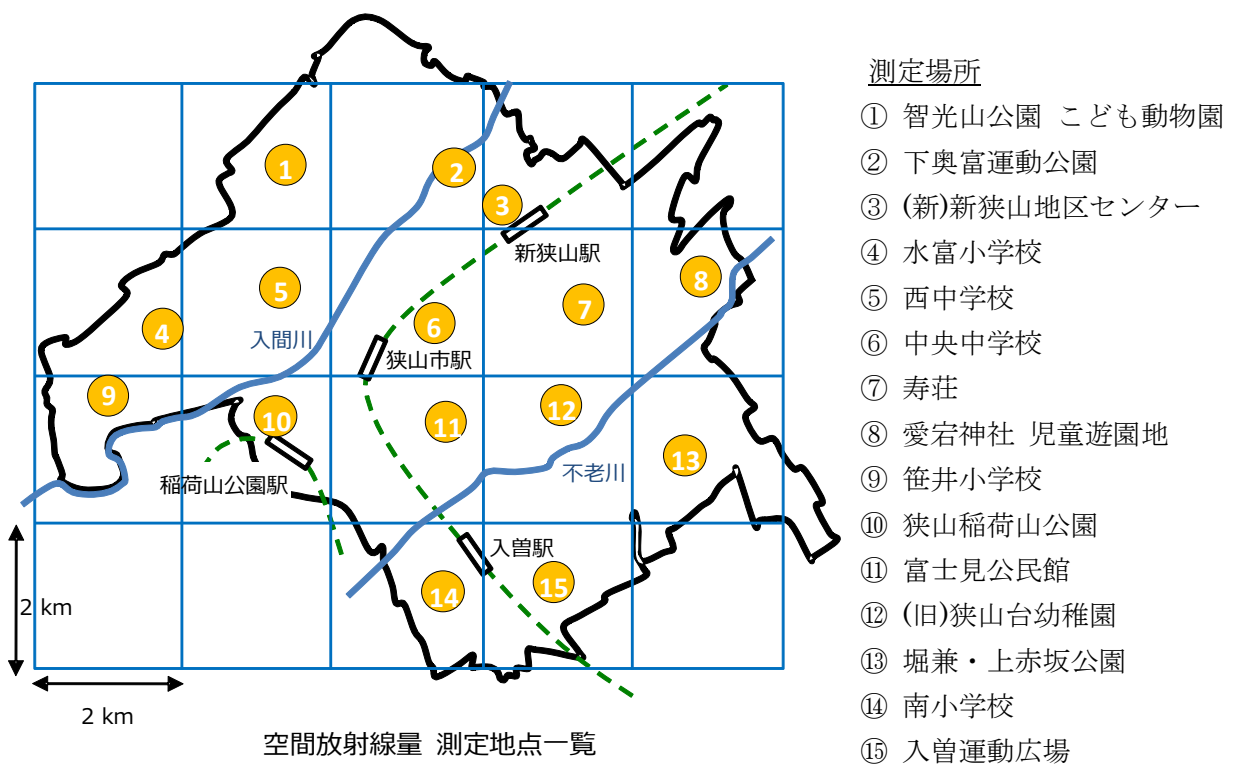 1
2
3
新狭山駅
8
5
7
4
6
入間川
狭山市駅
9
10
11
12
13
不老川
稲荷山公園駅
入曽駅
14
15
2 km
2 km
空間放射線量 測定地点一覧
測定場所
① 智光山公園 こども動物園
② 下奥富運動公園
③ (新)新狭山地区センター
④ 水富小学校
⑤ 西中学校
⑥ 中央中学校
⑦ 寿荘
⑧ 愛宕神社 児童遊園地
⑨ 笹井小学校
⑩ 狭山稲荷山公園
⑪ 富士見公民館
⑫ (旧)狭山台幼稚園
⑬ 堀兼・上赤坂公園
⑭ 南小学校
⑮ 入曽運動広場